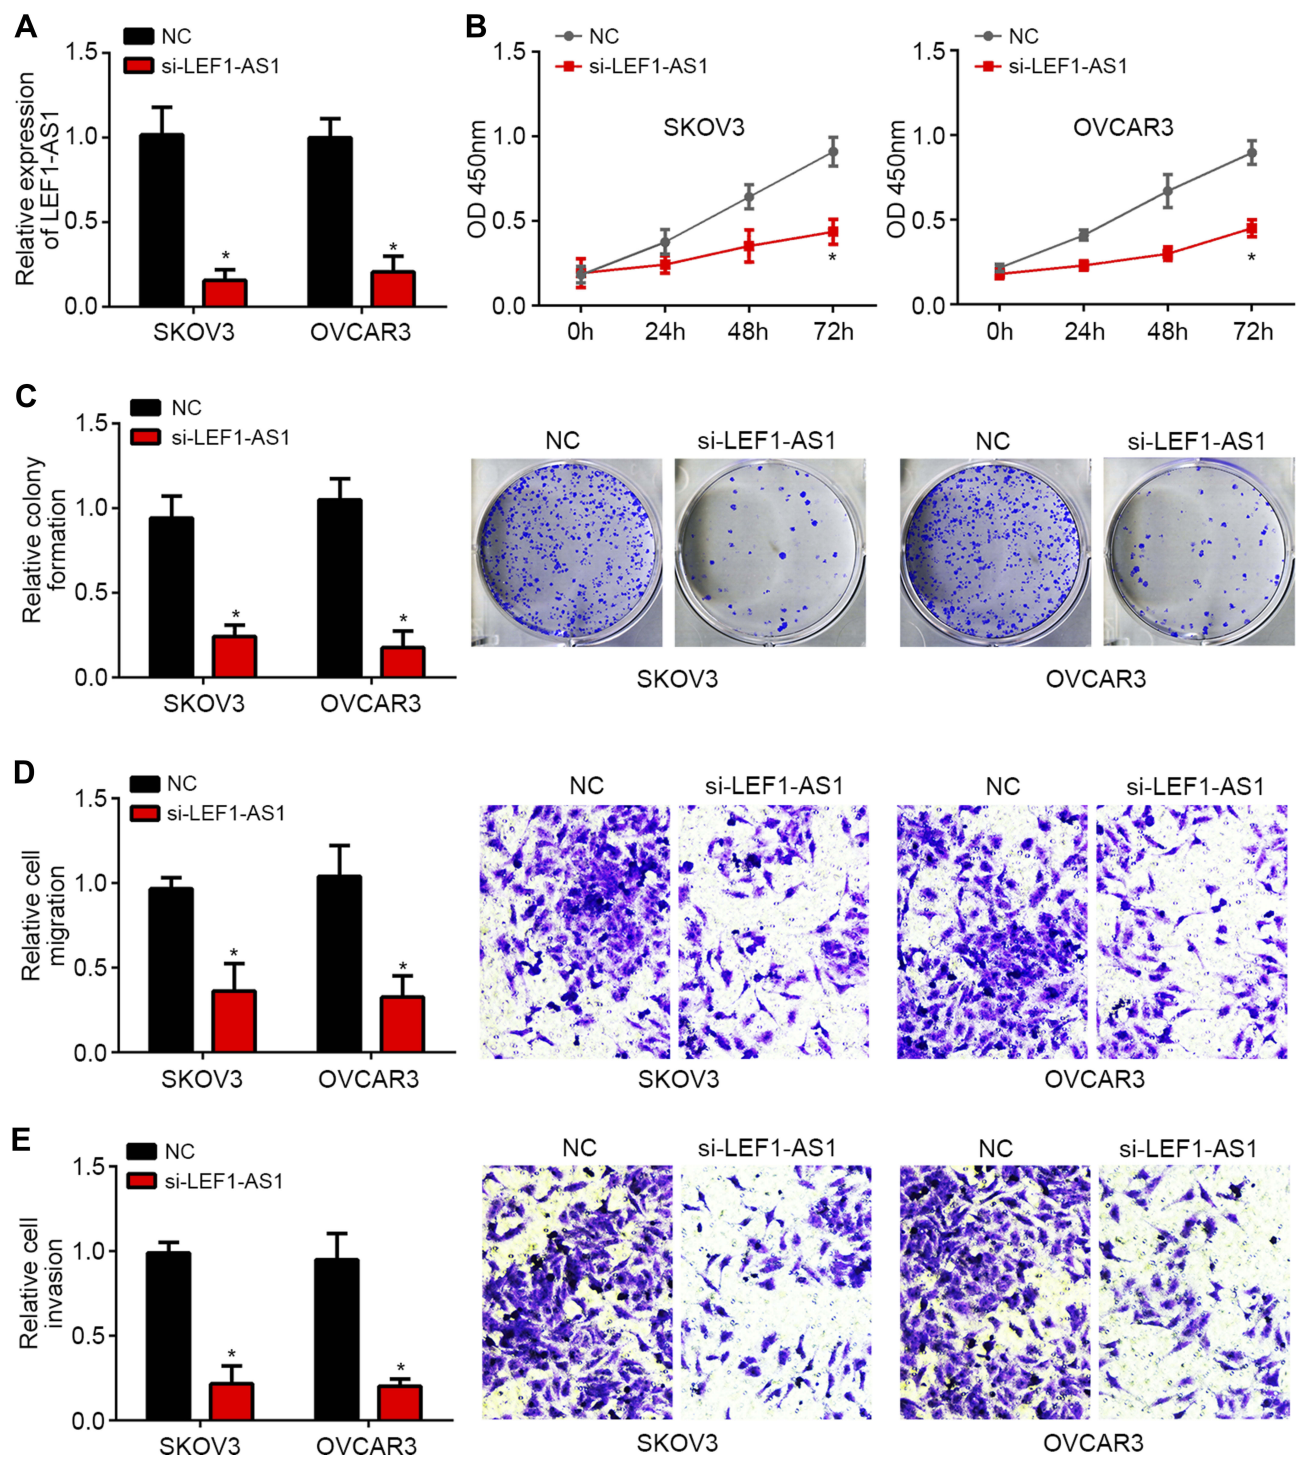 A
NC
si-LEF1-AS1
Relative expression
of LEF1-AS1
1.5
1.0
0.5
0.0
*
*
SKOV3
OVCAR3
B
NC
si-LEF1-AS1
SKOV3
OD 450nm
1.5
1.0
0.5
0.0
*
0h 24h 48h 72h
NC
si-LEF1-AS1
OVCAR3
OD 450nm
1.5
1.0
0.5
0.0
*
0h 24h 48h 72h
C
NC
si-LEF1-AS1
Relative colony
formation
1.5
1.0
0.5
0.0
*
*
SKOV3
OVCAR3
NC
si-LEF1-AS1
SKOV3
NC
si-LEF1-AS1
OVCAR3
D
NC
si-LEF1-AS1
Relative cell
migration
1.5
1.0
0.5
0.0
*
*
SKOV3
OVCAR3
NC
si-LEF1-AS1
SKOV3
NC
si-LEF1-AS1
OVCAR3
E
NC
si-LEF1-AS1
Relative cell
invasion
1.5
1.0
0.5
0.0
*
*
SKOV3
OVCAR3
NC
si-LEF1-AS1
SKOV3
NC
si-LEF1-AS1
OVCAR3